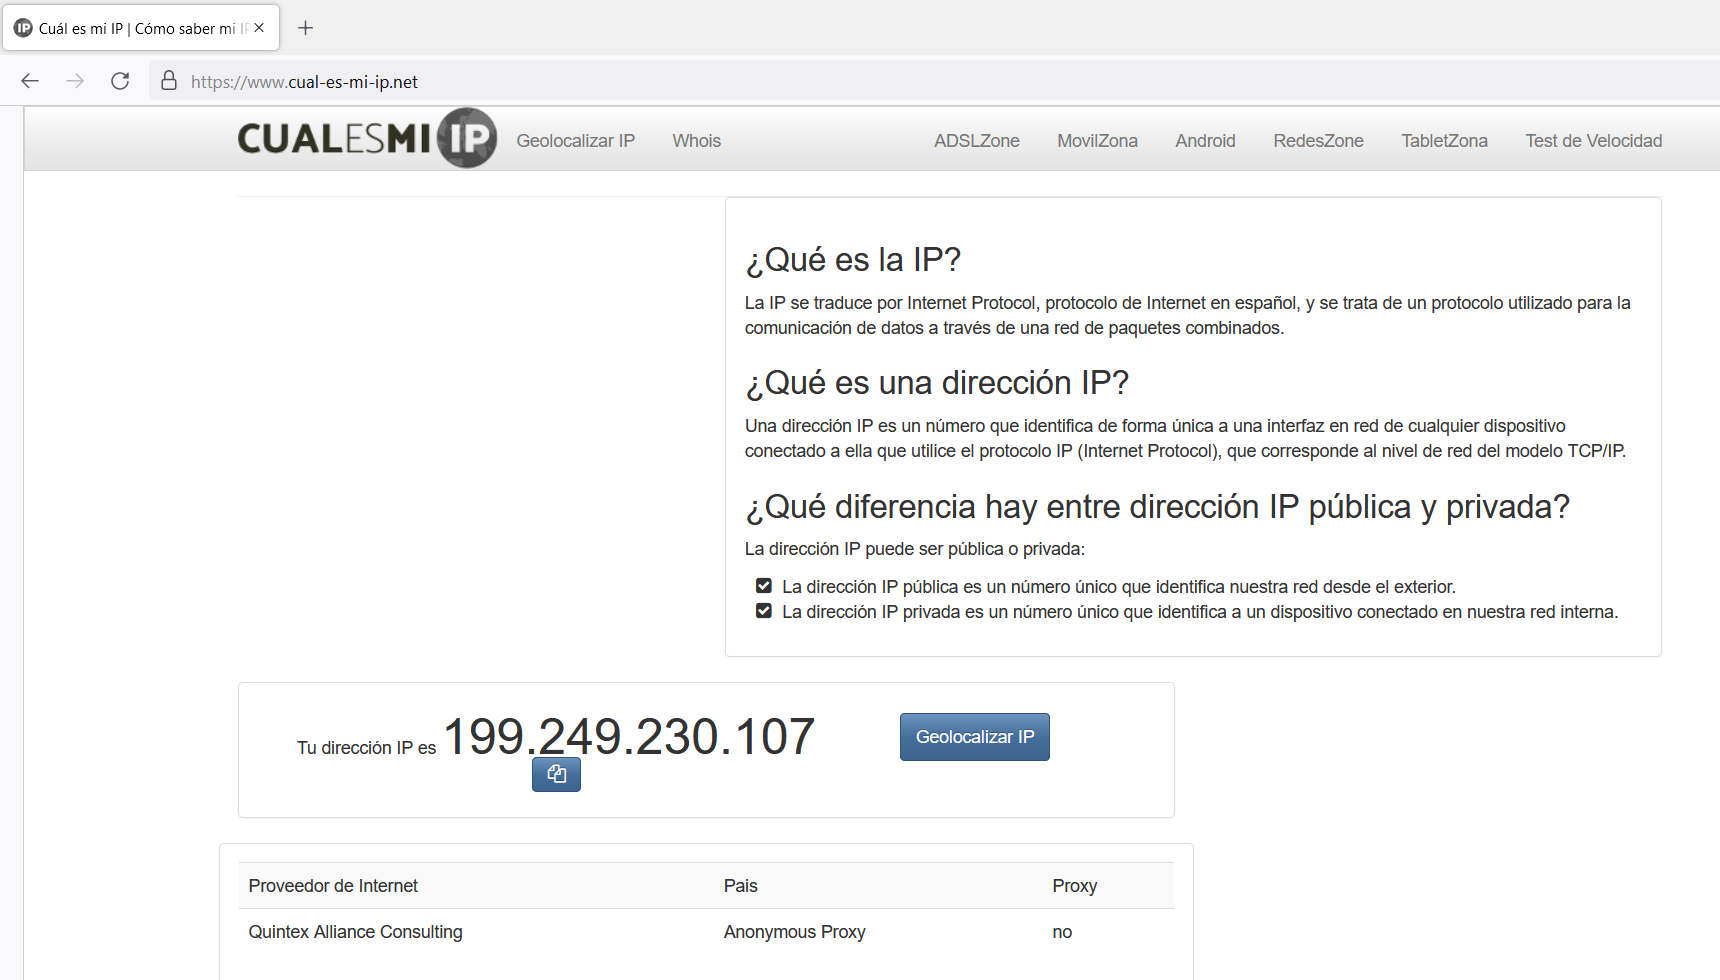 Cuál es mi IP | Cómo saber mi IP
https://www.cual-es-mi-ip.net
CUALESMI IP
Geolocalizar IP
Whois
ADSLZone
MovilZona
Android
RedesZone
TabletZona
Test de Velocidad
¿Qué es la IP?
La IP se traduce por Internet Protocol, protocolo de Internet en español, y se trata de un protocolo utilizado para la
comunicación de datos a través de una red de paquetes combinados.
¿Qué es una dirección IP?
Una dirección IP es un número que identifica de forma única a una interfaz en red de cualquier dispositivo
conectado a ella que utilice el protocolo IP (Internet Protocol), que corresponde al nivel de red del modelo TCP/IP.
¿Qué diferencia hay entre dirección IP pública y privada?
La dirección IP puede ser pública o privada:
La dirección IP pública es un número único que identifica nuestra red desde el exterior.
La dirección IP privada es un número único que identifica a un dispositivo conectado en nuestra red interna.
Tu dirección IP es 199.249.230.107
Geolocalizar IP
Proveedor de Internet Pais Proxy
Quintex Alliance Consulting Anonymous Proxy no